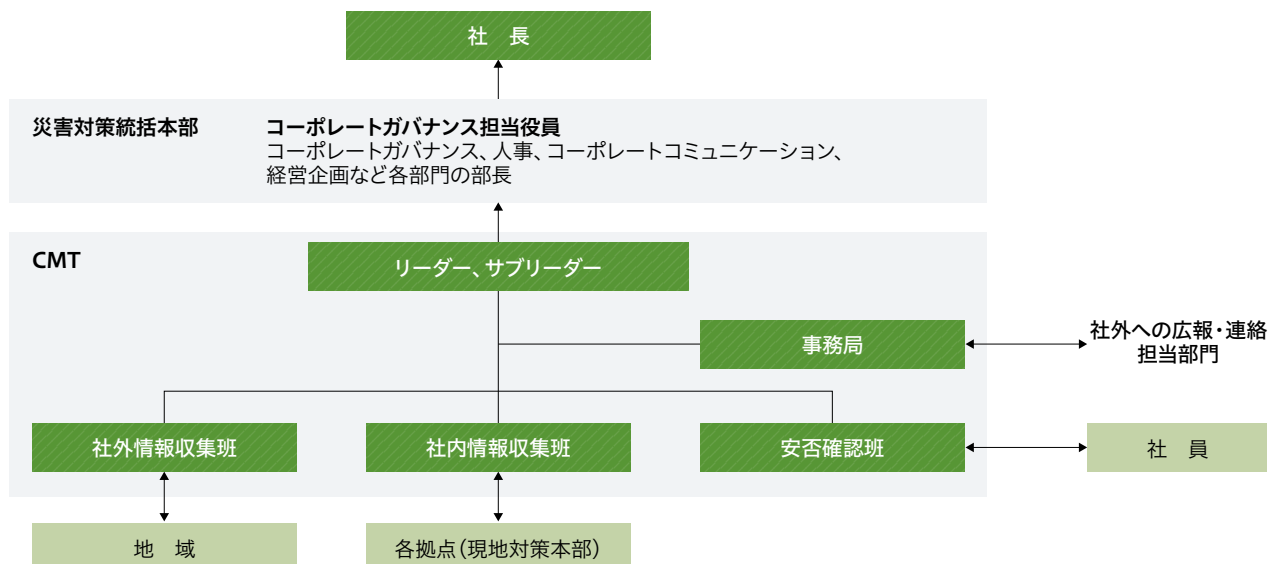 社 長
災害対策統括本部
コーポレートガバナンス担当役員
コーポレートガバナンス、人事、コーポレートコミュニケーション、
経営企画など各部門の部長
CMT
リーダー、サブリーダー
事務局
社外への広報・連絡
担当部門
社外情報収集班
社内情報収集班
安否確認班
社 員
地 域
各拠点(現地対策本部)